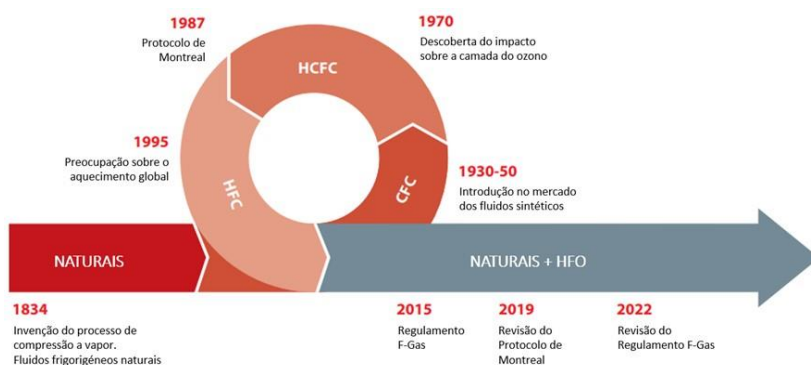 1987
Protocolo de
Montreal
1970
Descoberta do impacto
sobre a camada do ozono
HCFC
1995
Preocupação sobre o
aquecimento global
HFC
CFC
1930-50
Introdução no mercado
dos fluidos sintéticos
NATURAIS
NATURAIS + HFO
1834
Invenção do processo de
compressão a vapor.
Fluidos frigorigéneos naturais
2015
Regulamento
F-Gas
2019
Revisão do
Protocolo de
Montreal
2022
Revisão do
Regulamento F-Gas